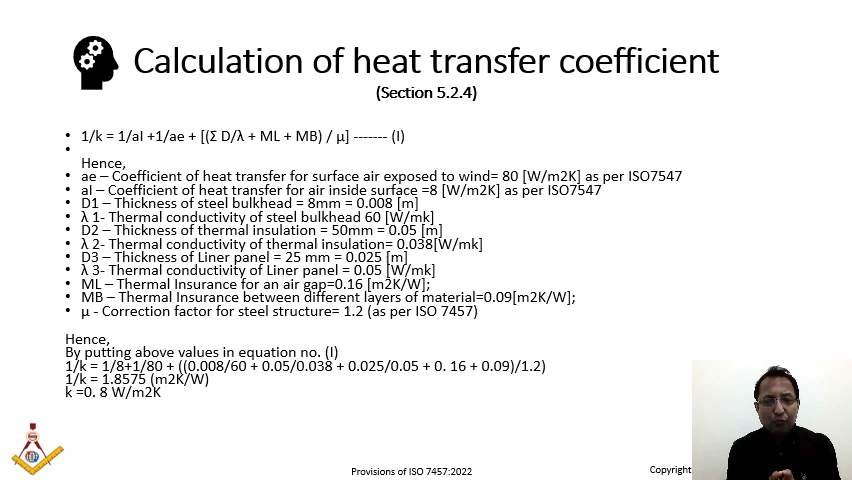 Calculation of heat transfer coefficient
(Section 5.2.4)
• 1/k = 1/aI +1/ae + [(Σ D/λ + ML + MB) / μ] ------- (I)
•
Hence,
• ae – Coefficient of heat transfer for surface air exposed to wind= 80 [W/m2K] as per ISO7547
• aI – Coefficient of heat transfer for air inside surface =8 [W/m2K] as per ISO7547
• D1 – Thickness of steel bulkhead = 8mm = 0.008 [m]
• λ 1- Thermal conductivity of steel bulkhead 60 [W/mk]
• D2 – Thickness of thermal insulation = 50mm = 0.05 [m]
• λ 2- Thermal conductivity of thermal insulation= 0.038[W/mk]
• D3 – Thickness of Liner panel = 25 mm = 0.025 [m]
• λ 3- Thermal conductivity of Liner panel = 0.05 [W/mk]
• ML – Thermal Insurance for an air gap=0.16 [m2K/W];
• MB – Thermal Insurance between different layers of material=0.09[m2K/W];
• μ - Correction factor for steel structure= 1.2 (as per ISO 7457)
Hence,
By putting above values in equation no. (I)
1/k = 1/8+1/80 + ((0.008/60 + 0.05/0.038 + 0.025/0.05 + 0. 16 + 0.09)/1.2)
1/k = 1.8575 (m2K/W)
k =0. 8 W/m2K
Provisions of ISO 7457:2022
Copyright